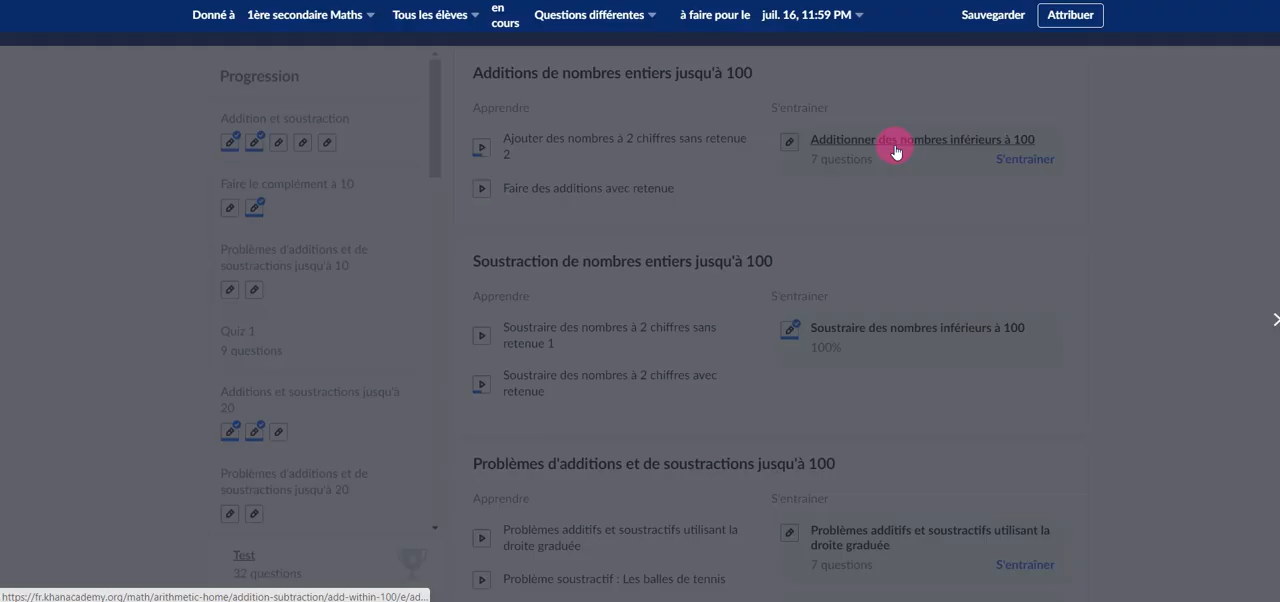 Donné à 1ère secondaire Maths Tous les élèves en cours Questions différentes à faire pour le juil. 16, 11:59 PM Sauvegarder Attribuer
Progression
Addition et soustraction
Faire le complément à 10
Problèmes d'additions et de
soustractions jusqu'à 10
Quiz 1
9 questions
Additions et soustractions jusqu'à
20
Problèmes d'additions et de
soustractions jusqu'à 20
Test
32 questions
Additions de nombres entiers jusqu'à 100
Apprendre
Ajouter des nombres à 2 chiffres sans retenue
2
Faire des additions avec retenue
S'entraîner
Additionner des nombres inférieurs à 100
7 questions S'entraîner
Soustraction de nombres entiers jusqu'à 100
Apprendre
Soustraire des nombres à 2 chiffres sans
retenue 1
Soustraire des nombres à 2 chiffres avec
retenue
S'entraîner
Soustraire des nombres inférieurs à 100
100%
Problèmes d'additions et de soustractions jusqu'à 100
Apprendre
Problèmes additifs et soustractifs utilisant la
droite graduée
Problème soustractif : Les balles de tennis
S'entraîner
Problèmes additifs et soustractifs utilisant la
droite graduée
7 questions S'entraîner
https://fr.khanacademy.org/math/arithmetic-home/addition-subtraction/add-within-100/e/ad...